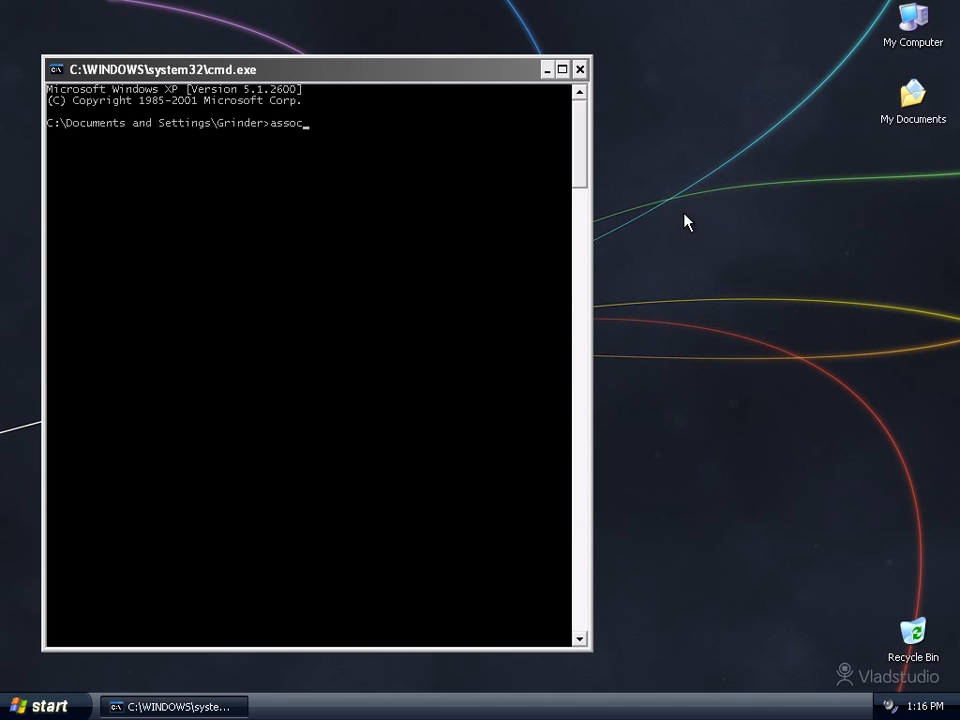 My Computer
My Documents
C:\WINDOWS\system32\cmd.exe
Microsoft Windows XP [Version 5.1.2600]
(C) Copyright 1985-2001 Microsoft Corp.
C:\Documents and Settings\Grinder>assoc_
Recycle Bin
Vladstudio
start
C:\WINDOWS\syste...
1:16 PM